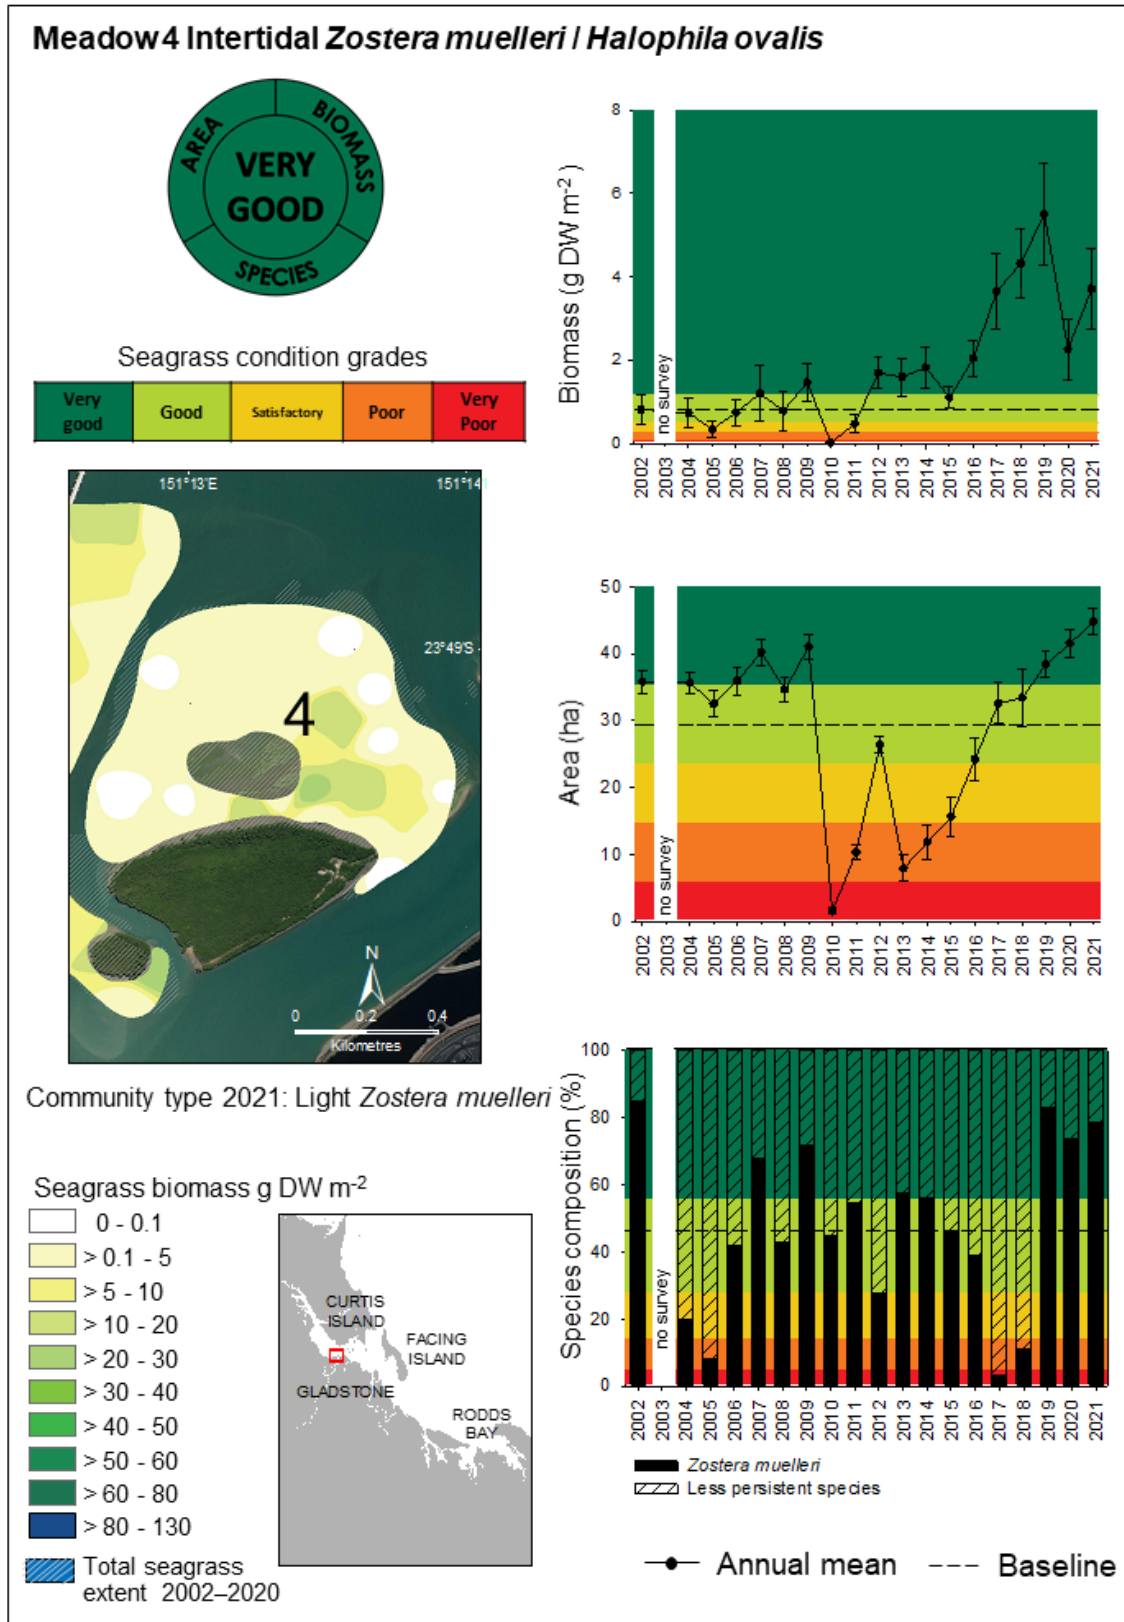 Meadow 4 Intertidal Zostera muelleri / Halophila ovalis
AREA
BIOMASS
VERY
GOOD
SPECIES
Seagrass condition grades
Very good
Good
Satisfactory
Poor
Very Poor
151°13'E
151°14'
23°49'S
4
N
0 0.2 0.4
Kilometres
Community type 2021: Light Zostera muelleri
Seagrass biomass g DW m-2
0 - 0.1
> 0.1 - 5
> 5 - 10
> 10 - 20
> 20 - 30
> 30 - 40
> 40 - 50
> 50 - 60
> 60 - 80
> 80 - 130
Total seagrass
extent 2002–2020
CURTIS
ISLAND
FACING
ISLAND
GLADSTONE
RODDS
BAY
Biomass (g DW m-2)
8
6
4
2
0
no survey
2002 2003 2004 2005 2006 2007 2008 2009 2010 2011 2012 2013 2014 2015 2016 2017 2018 2019 2020 2021
Area (ha)
50
40
30
20
10
0
no survey
2002 2003 2004 2005 2006 2007 2008 2009 2010 2011 2012 2013 2014 2015 2016 2017 2018 2019 2020 2021
Species composition (%)
100
80
60
40
20
0
no survey
2002 2003 2004 2005 2006 2007 2008 2009 2010 2011 2012 2013 2014 2015 2016 2017 2018 2019 2020 2021
Zostera muelleri
Less persistent species
Annual mean
Baseline